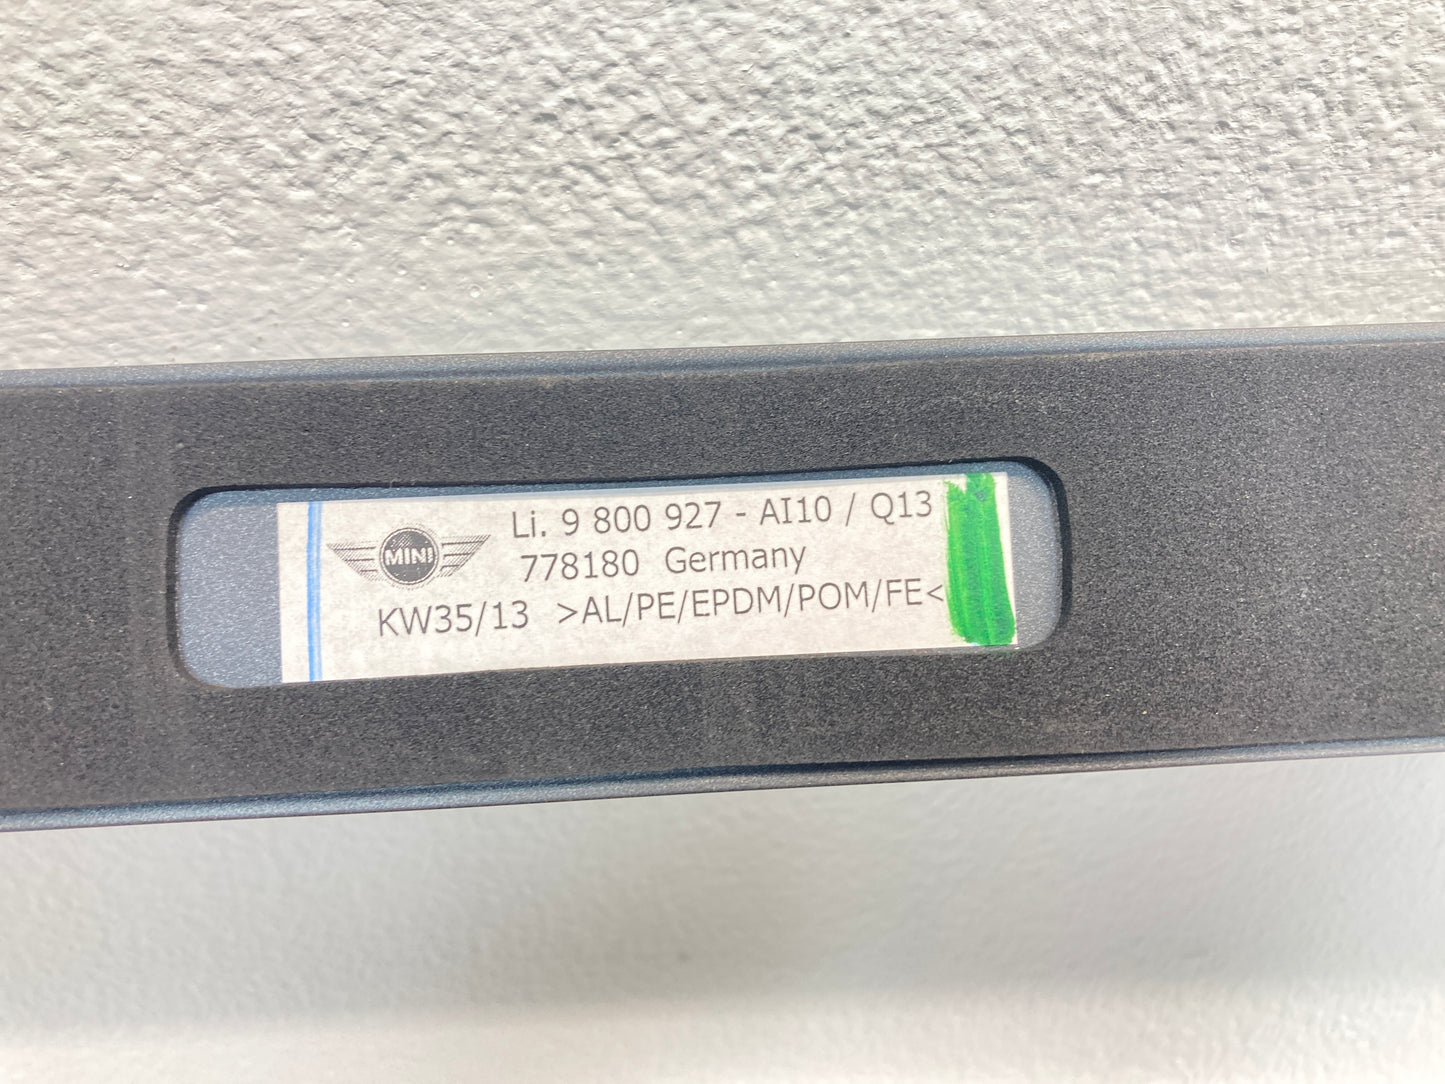 MINI
Li. 9 800 927 - AI10 / Q13
778180 Germany
KW35/13 >AL/PE/EPDM/POM/FE<